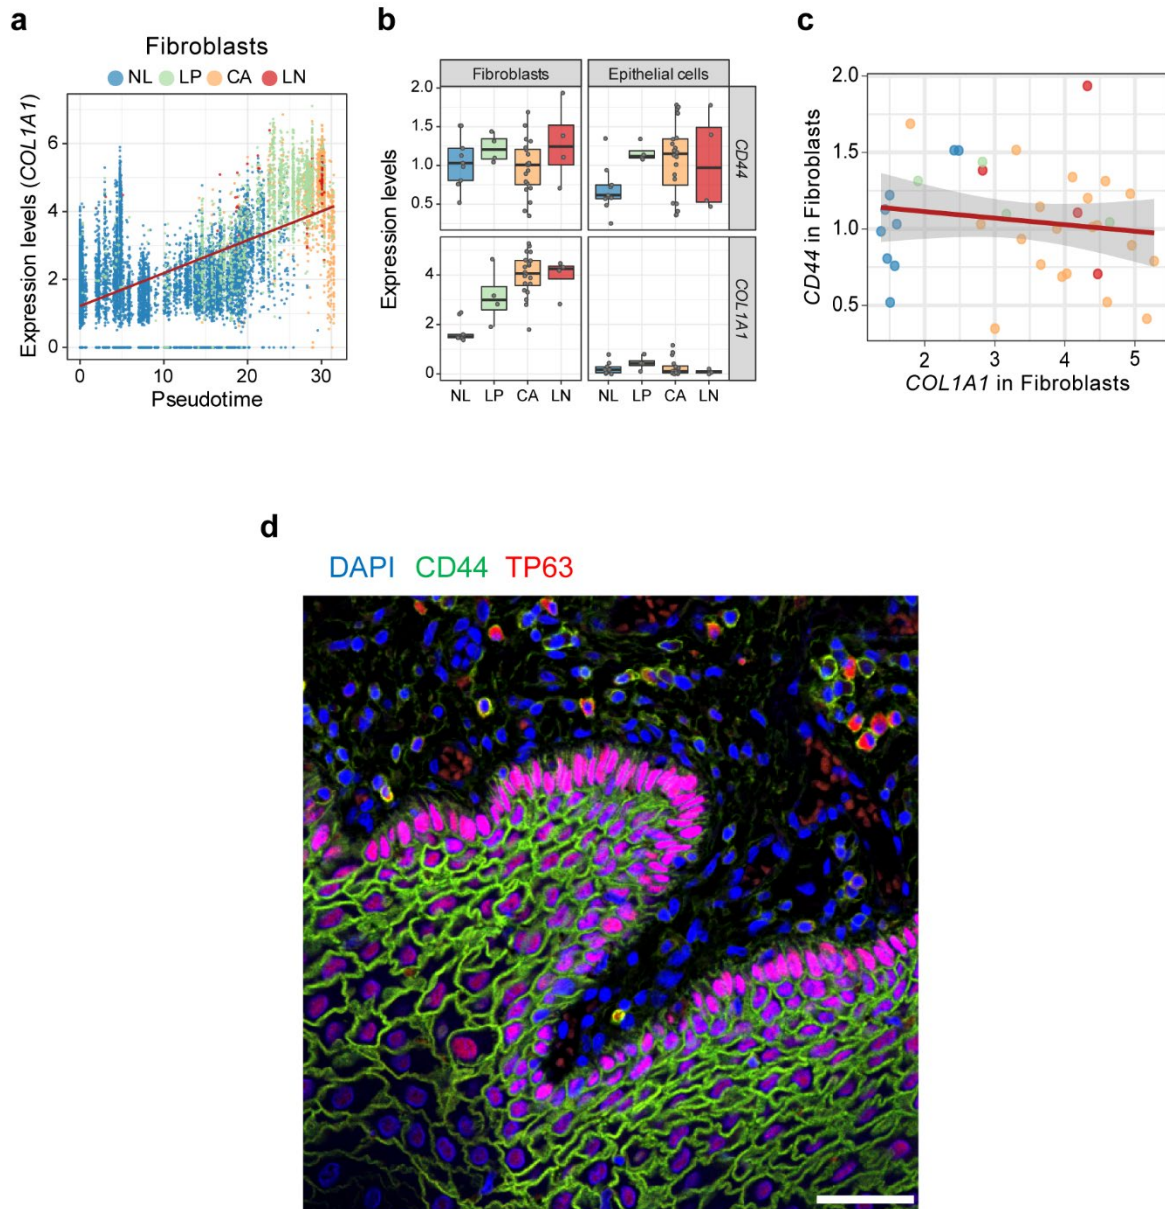 a
Fibroblasts
NL LP CA LN
Expression levels (COL1A1)
6
4
2
0
0 10 20 30
Pseudotime
b
Fibroblasts Epithelial cells
Expression levels
2.0
1.5
1.0
0.5
CD44
4
2
0
COL1A1
NL LP CA LN NL LP CA LN
c
CD44 in Fibroblasts
2.0
1.5
1.0
0.5
2 3 4 5
COL1A1 in Fibroblasts
d
DAPI CD44 TP63